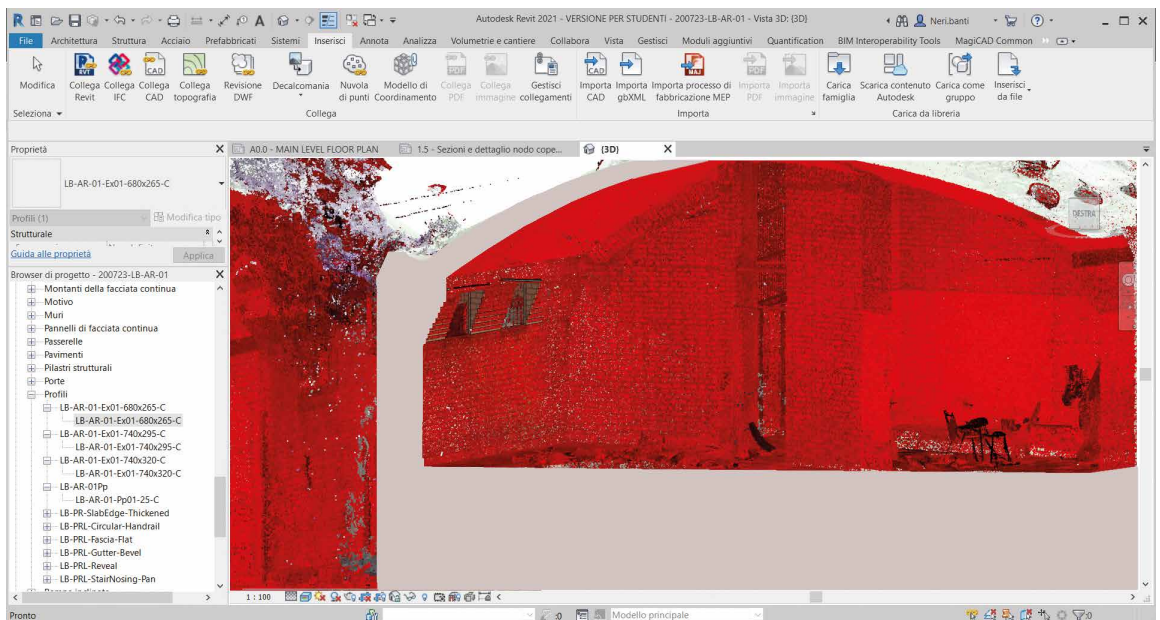 Autodesk Revit 2021 - VERSIONE PER STUDENTI - 200723-LB-AR-01 - Vista 3D: {3D}
Neri.banti
File Architettura Struttura Acciaio Prefabbricati Sistemi Inserisci Annota Analizza Volumetrie e cantiere Collabora Vista Gestisci Moduli aggiuntivi Quantification BIM Interoperability Tools MagiCAD Common
Modifica Collega Revit Collega IFC Collega CAD Collega topografia Revisione DWF Decalcomania Nuvola di punti Modello di Coordinamento Collega PDF Collega immagine Gestisci collegamenti Importa CAD Importa gbXML Importa processo di fabbricazione MEP Importa PDF Importa immagine Carica famiglia Scarica contenuto Autodesk Carica come gruppo Inserisci da file
Seleziona Collega Importa Carica da libreria
Proprietà
A0.0 - MAIN LEVEL FLOOR PLAN 1.5 - Sezioni e dettaglio nodo cope... {3D}
LB-AR-01-Ex01-680x265-C
DESTRA
Profili (1) Modifica tipo
Strutturale
Guida alle proprietà Applica
Browser di progetto - 200723-LB-AR-01
Montanti della facciata continua
Motivo
Muri
Pannelli di facciata continua
Passerelle
Pavimenti
Pilastri strutturali
Porte
Profili
LB-AR-01-Ex01-680x265-C
LB-AR-01-Ex01-680x265-C
LB-AR-01-Ex01-740x295-C
LB-AR-01-Ex01-740x295-C
LB-AR-01-Ex01-740x320-C
LB-AR-01-Ex01-740x320-C
LB-AR-01Pp
LB-AR-01-Pp01-25-C
LB-PR-SlabEdge-Thickened
LB-PRL-Circular-Handrail
LB-PRL-Fascia-Flat
LB-PRL-Gutter-Bevel
LB-PRL-Reveal
LB-PRL-StairNosing-Pan
1 : 100
Pronto :0 Modello principale :0